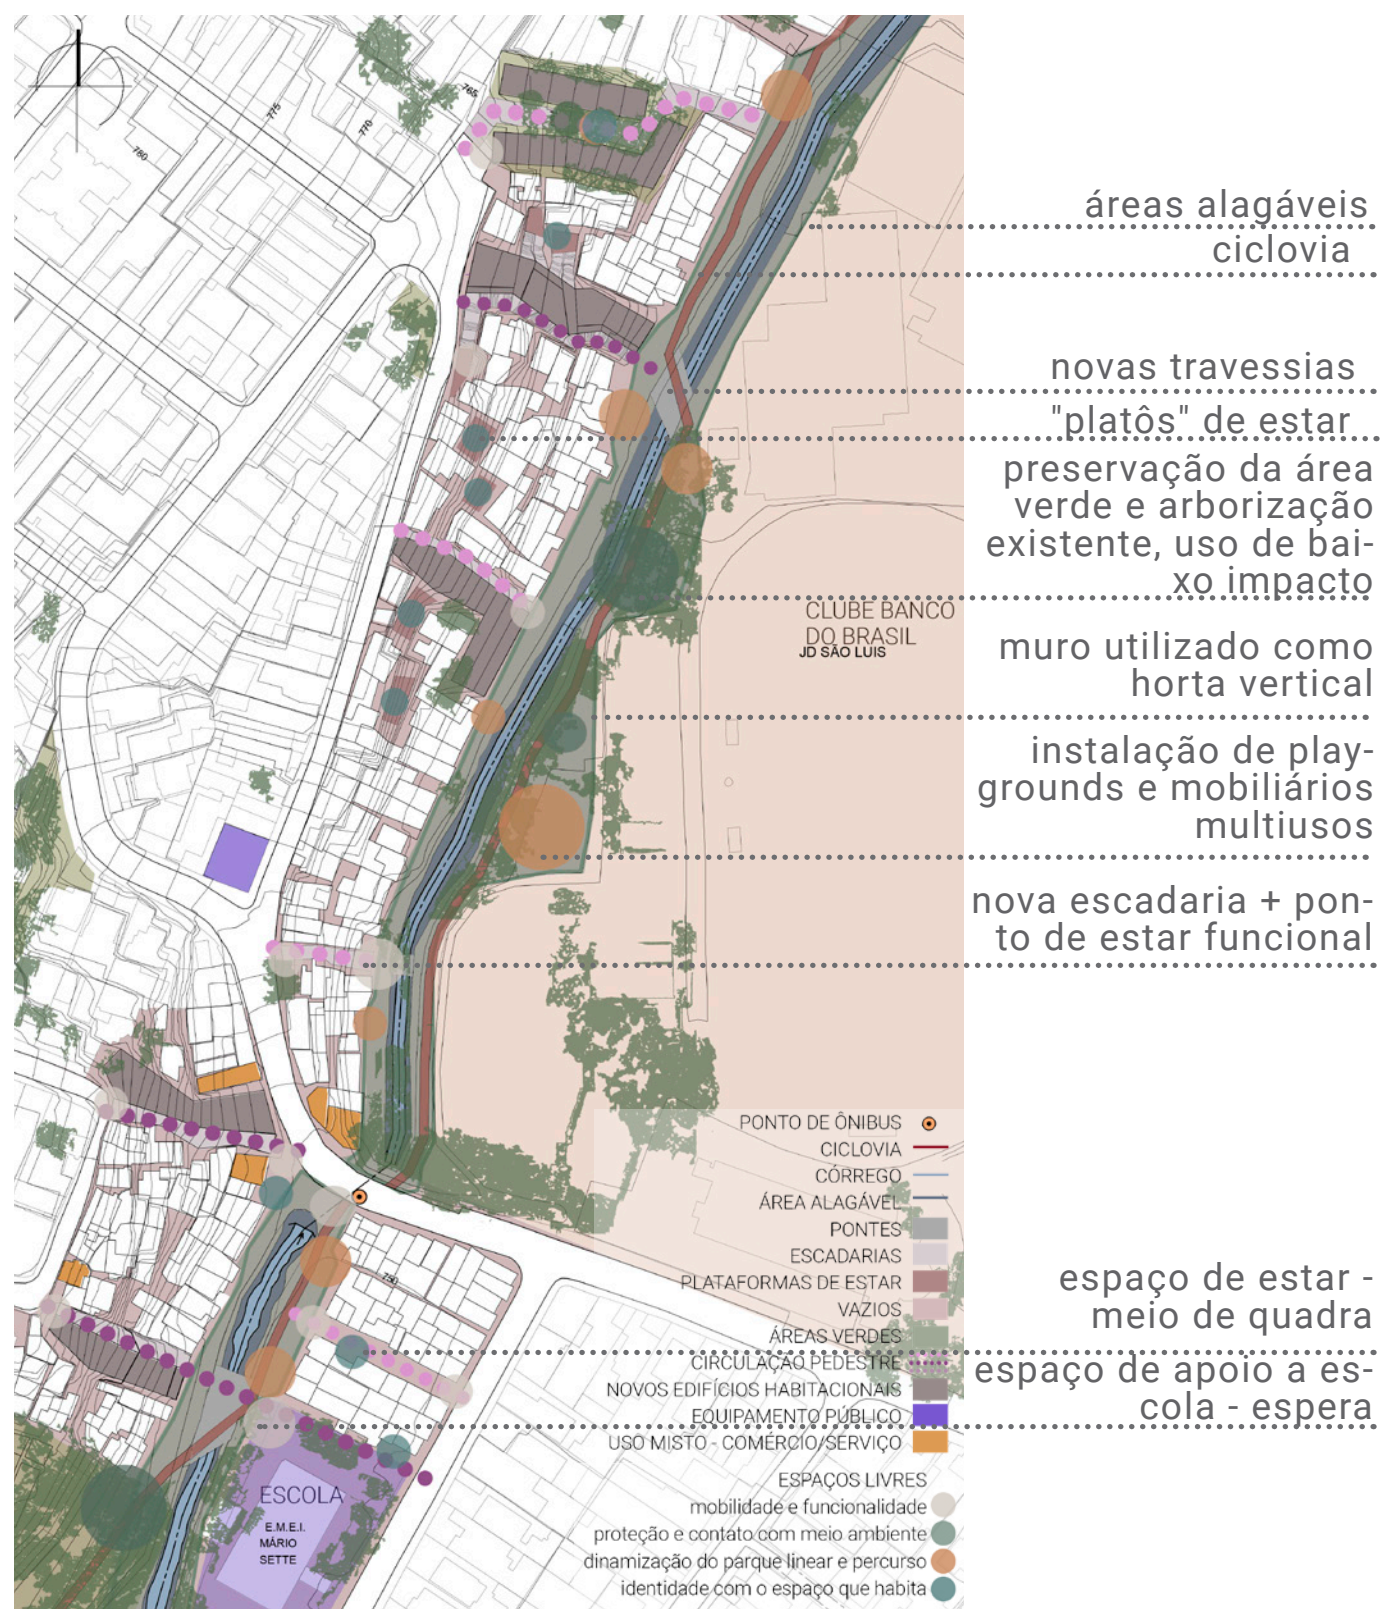 765
775
770
780
áreas alagáveis
ciclovia
novas travessias
"platôs" de estar
preservação da área
verde e arborização
existente, uso de bai-
xo impacto
CLUBE BANCO
DO BRASIL
JD SÃO LUIS
muro utilizado como
horta vertical
instalação de play-
grounds e mobiliários
multiusos
nova escadaria + pon-
to de estar funcional
PONTO DE ÔNIBUS
CICLOVIA
CÓRREGO
ÁREA ALAGÁVEL
PONTES
ESCADARIAS
PLATAFORMAS DE ESTAR
VAZIOS
ÁREAS VERDES
CIRCULAÇÃO PEDESTRE
NOVOS EDIFÍCIOS HABITACIONAIS
EQUIPAMENTO PÚBLICO
USO MISTO - COMÉRCIO/SERVIÇO
750
espaço de estar -
meio de quadra
espaço de apoio a es-
cola - espera
ESCOLA
E.M.E.I.
MÁRIO
SETTE
ESPAÇOS LIVRES
mobilidade e funcionalidade
proteção e contato com meio ambiente
dinamização do parque linear e percurso
identidade com o espaço que habita